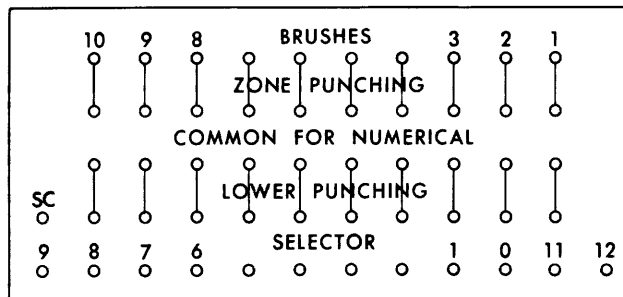 BRUSHES
10 9 8 3 2 1
ZONE PUNCHING
COMMON FOR NUMERICAL
LOWER PUNCHING
SC
SELECTOR
9 8 7 6 1 0 11 12